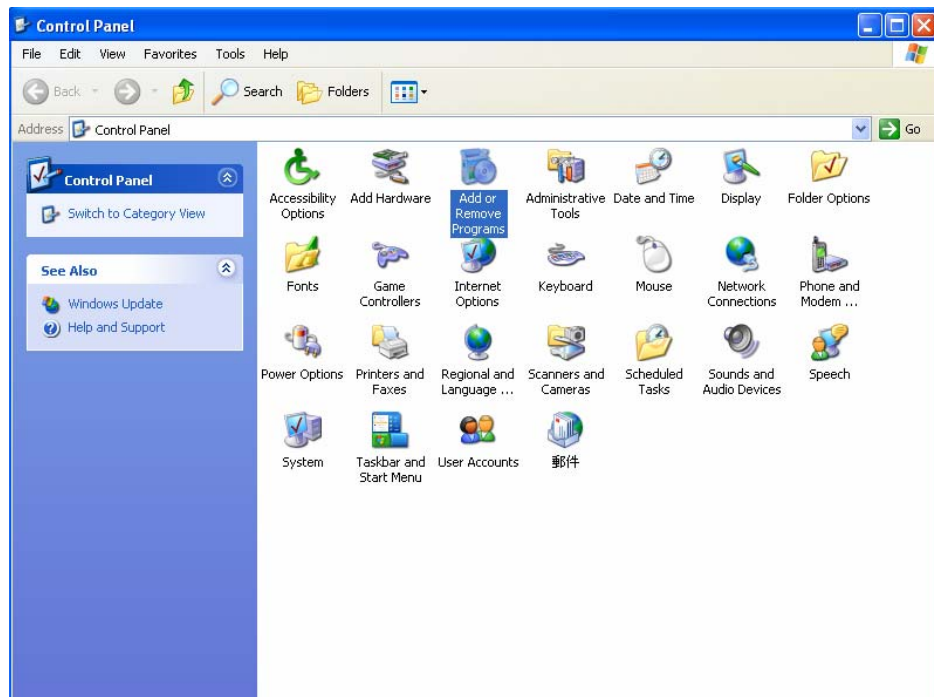 Control Panel
File Edit View Favorites Tools Help
Back Search Folders
Address Control Panel Go
Control Panel
Switch to Category View
See Also
Windows Update
Help and Support
Accessibility Options
Add Hardware
Add or Remove Programs
Administrative Tools
Date and Time
Display
Folder Options
Fonts
Game Controllers
Internet Options
Keyboard
Mouse
Network Connections
Phone and Modem ...
Power Options
Printers and Faxes
Regional and Language ...
Scanners and Cameras
Scheduled Tasks
Sounds and Audio Devices
Speech
System
Taskbar and Start Menu
User Accounts
郵件